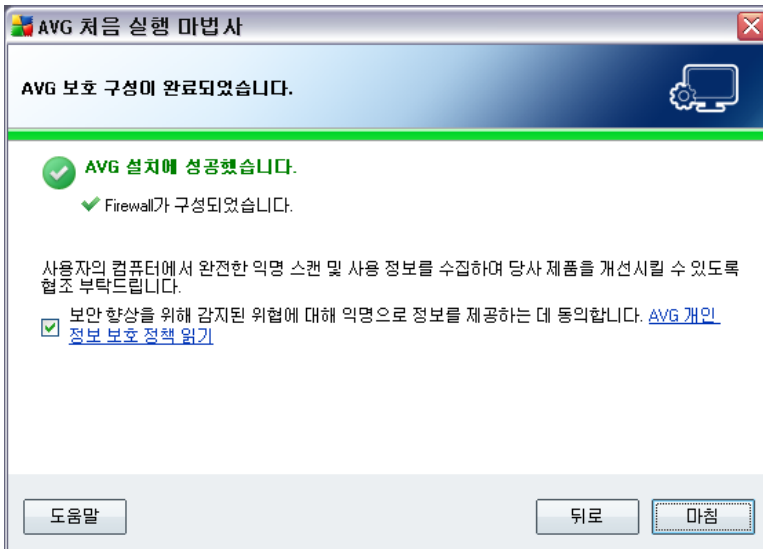 AVG 처음 실행 마법사
AVG 보호 구성이 완료되었습니다.
AVG 설치에 성공했습니다.
Firewall가 구성되었습니다.
사용자의 컴퓨터에서 완전한 익명 스캔 및 사용 정보를 수집하여 당사 제품을 개선시킬 수 있도록
협조 부탁드립니다.
보안 향상을 위해 감지된 위협에 대해 익명으로 정보를 제공하는 데 동의합니다. AVG 개인
정보 보호 정책 읽기
도움말
뒤로
마침